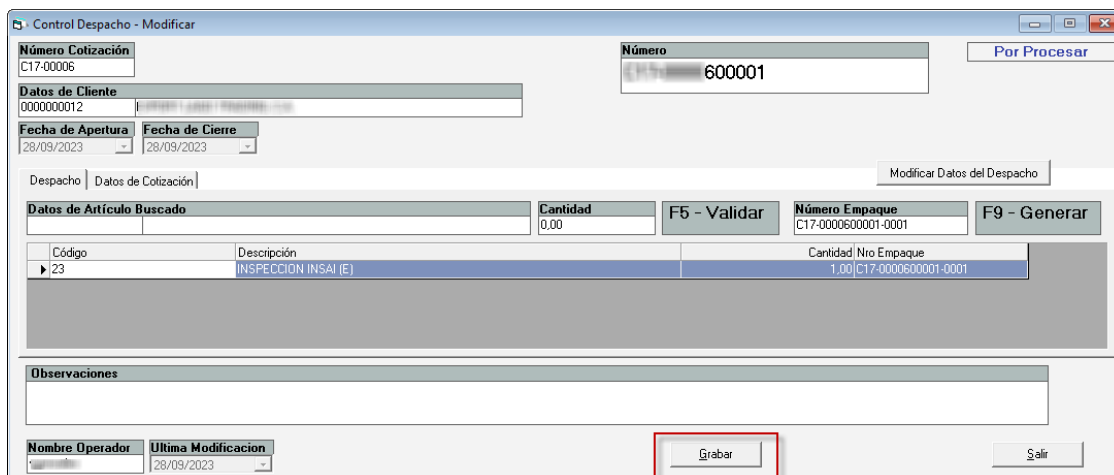 Control Despacho - Modificar
Número Cotización
C17-00006
Número
600001
Por Procesar
Datos de Cliente
0000000012
Fecha de Apertura Fecha de Cierre
28/09/2023 28/09/2023
Modificar Datos del Despacho
Despacho Datos de Cotización
Datos de Artículo Buscado Cantidad F5 - Validar Número Empaque F9 - Generar
0,00 C17-0000600001-0001
Código Descripción Cantidad Nro Empaque
23 INSPECCION INSAI (E) 1,00 C17-0000600001-0001
Observaciones
Nombre Operador Ultima Modificacion
28/09/2023
Grabar
Salir